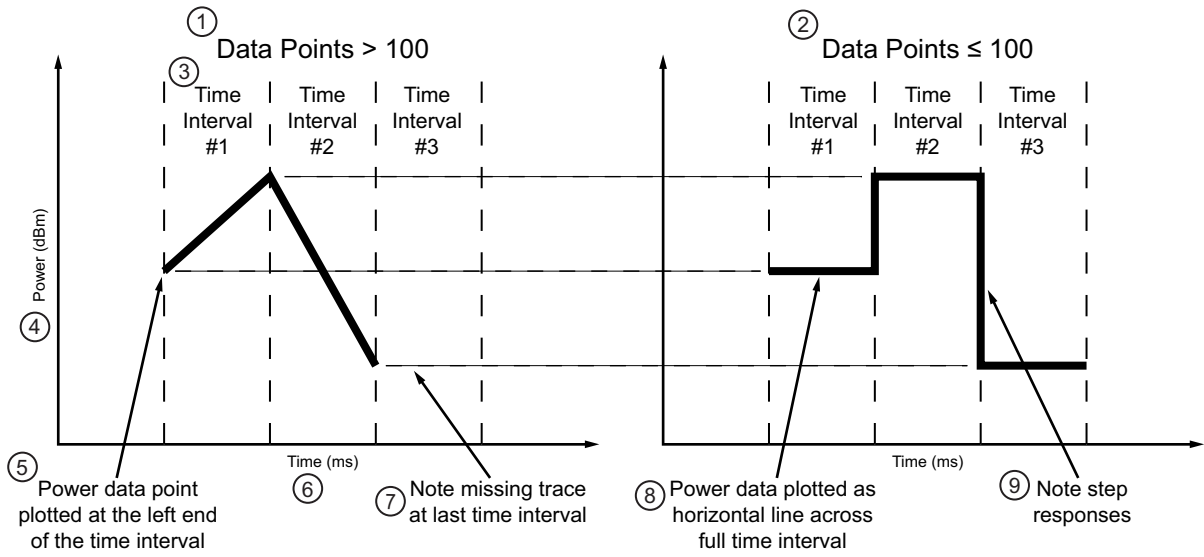 1
Data Points > 100
2
Data Points ≤ 100
3
Time
Interval
#1
Time
Interval
#2
Time
Interval
#3
Time
Interval
#1
Time
Interval
#2
Time
Interval
#3
Power (dBm)
4
Power (dBm)
Time (ms)
6
Time (ms)
5
Power data point
plotted at the left end
of the time interval
7
Note missing trace
at last time interval
8
Power data plotted as
horizontal line across
full time interval
9
Note step
responses